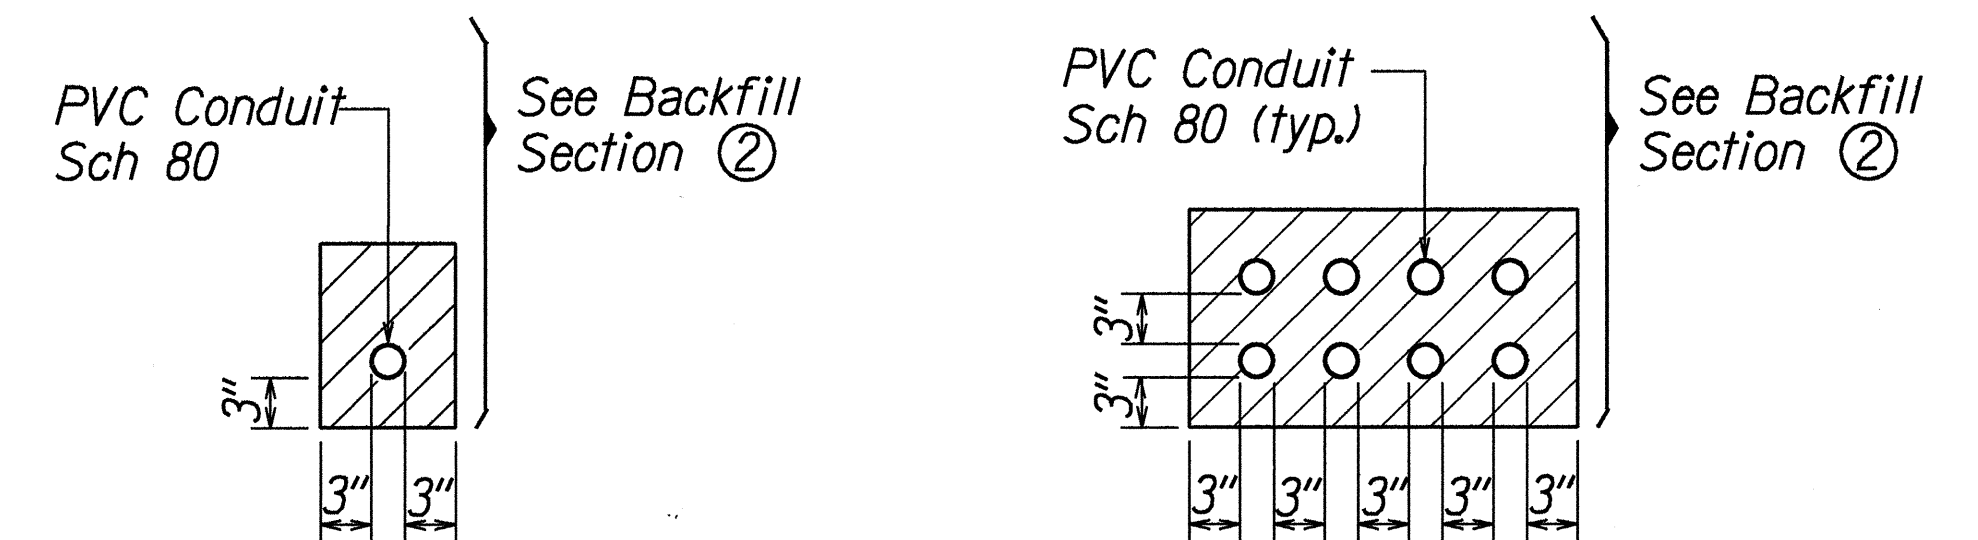 PVC Conduit
Sch 80
See Backfill
Section ②
3"
3" 3"
PVC Conduit
Sch 80 (typ.)
See Backfill
Section ②
3"
3"
3" 3" 3" 3" 3"